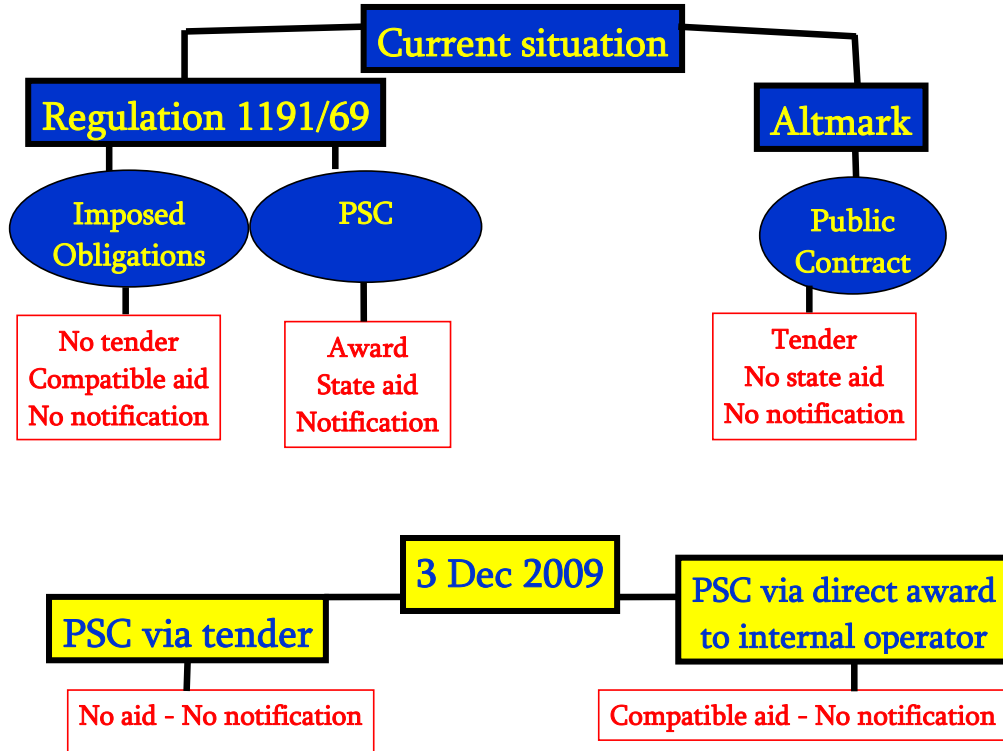 Current situation
Regulation 1191/69
Altmark
Imposed
Obligations
PSC
Public
Contract
No tender
Compatible aid
No notification
Award
State aid
Notification
Tender
No state aid
No notification
3 Dec 2009
PSC via tender
PSC via direct award
to internal operator
No aid - No notification
Compatible aid - No notification